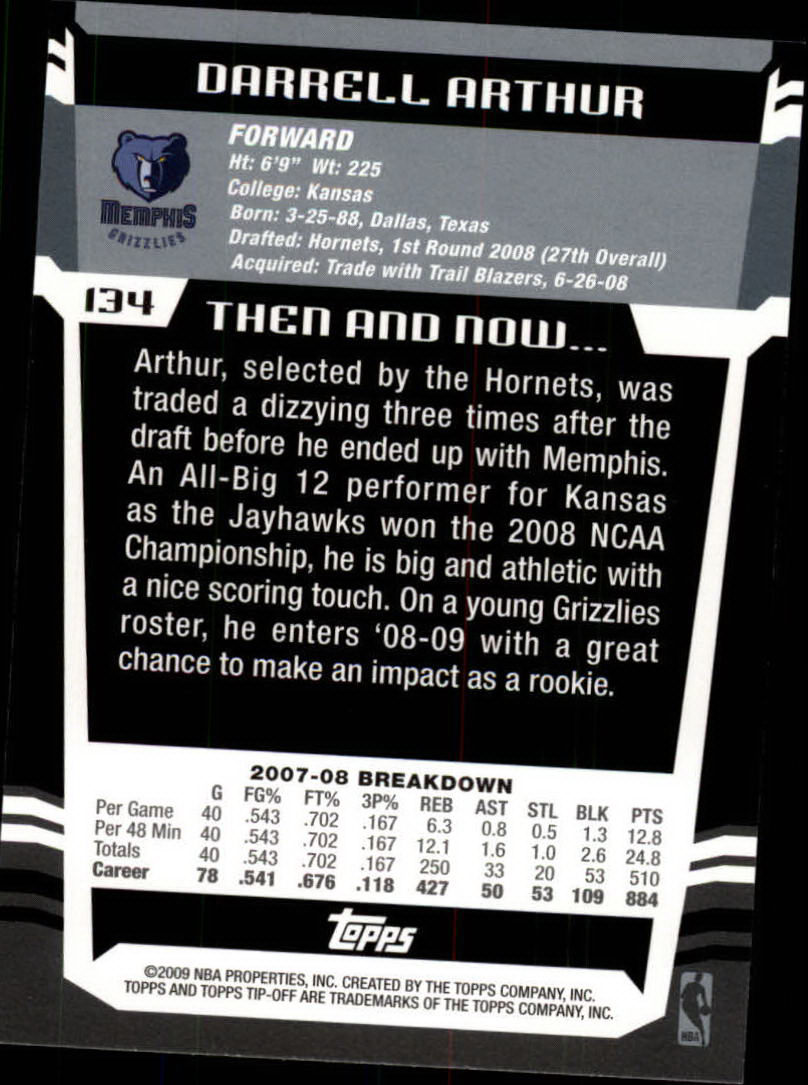 DARRELL ARTHUR
FORWARD
Ht: 6'9" Wt: 225
College: Kansas
Born: 3-25-88, Dallas, Texas
Drafted: Hornets, 1st Round 2008 (27th Overall)
Acquired: Trade with Trail Blazers, 6-26-08
MEMPHIS
GRIZZLIES
134
THEN AND NOW...
Arthur, selected by the Hornets, was
traded a dizzying three times after the
draft before he ended up with Memphis.
An All-Big 12 performer for Kansas
as the Jayhawks won the 2008 NCAA
Championship, he is big and athletic with
a nice scoring touch. On a young Grizzlies
roster, he enters '08-09 with a great
chance to make an impact as a rookie.
2007-08 BREAKDOWN
G FG% FT% 3P% REB AST STL BLK PTS
Per Game 40 .543 .702 .167 6.3 0.8 0.5 1.3 12.8
Per 48 Min 40 .543 .702 .167 12.1 1.6 1.0 2.6 24.8
Totals 40 .543 .702 .167 250 33 20 53 510
Career 78 .541 .676 .118 427 50 53 109 884
topps
©2009 NBA PROPERTIES, INC. CREATED BY THE TOPPS COMPANY, INC.
TOPPS AND TOPPS TIP-OFF ARE TRADEMARKS OF THE TOPPS COMPANY, INC.
NBA